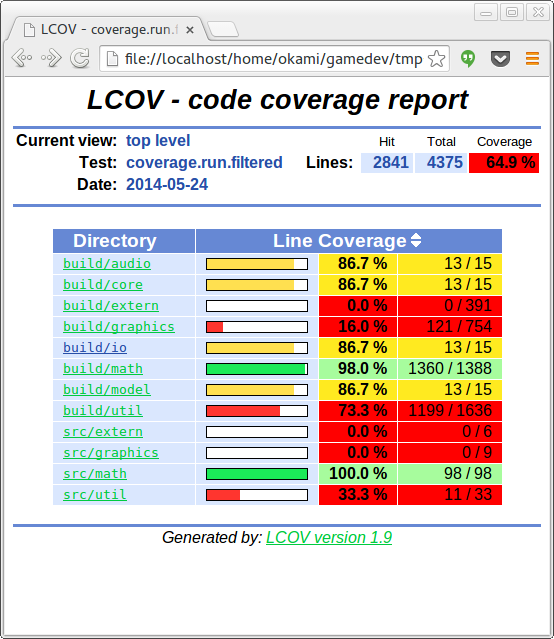 LCOV - coverage.run.f
file://localhost/home/okami/gamedev/tmp
LCOV - code coverage report
Current view: top level Hit Total Coverage
Test: coverage.run.filtered Lines: 2841 4375 64.9 %
Date: 2014-05-24
Directory Line Coverage
build/audio 86.7 % 13 / 15
build/core 86.7 % 13 / 15
build/extern 0.0 % 0 / 391
build/graphics 16.0 % 121 / 754
build/io 86.7 % 13 / 15
build/math 98.0 % 1360 / 1388
build/model 86.7 % 13 / 15
build/util 73.3 % 1199 / 1636
src/extern 0.0 % 0 / 6
src/graphics 0.0 % 0 / 9
src/math 100.0 % 98 / 98
src/util 33.3 % 11 / 33
Generated by: LCOV version 1.9